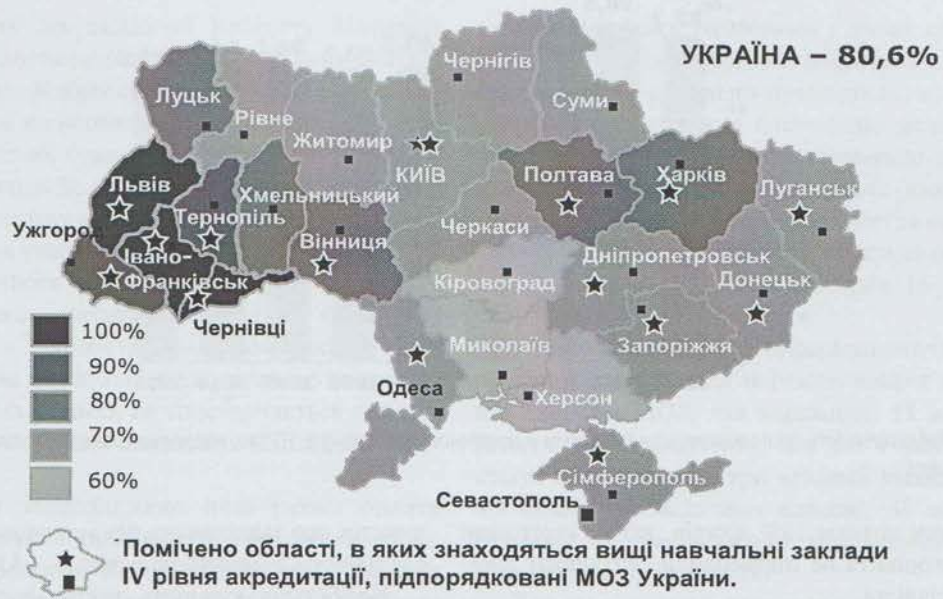 УКРАЇНА – 80,6%
Чернігів
Луцьк
Суми
Рівне
Житомир
КИЇВ
Львів
Полтава
Харків
Хмельницький
Луганськ
Тернопіль
Ужгород
Черкаси
Вінниця
Івано-
Франківськ
Дніпропетровськ
Кіровоград
Донецьк
Чернівці
100%
Миколаїв
Запоріжжя
90%
Одеса
Херсон
80%
70%
Сімферополь
60%
Севастополь
Помічено області, в яких знаходяться вищі навчальні заклади
IV рівня акредитації, підпорядковані МОЗ України.